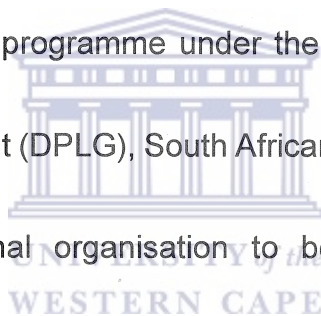 programme under the
t (DPLG), South African
nal organisation to be
UNIVERSITY of the
WESTERN CAPE